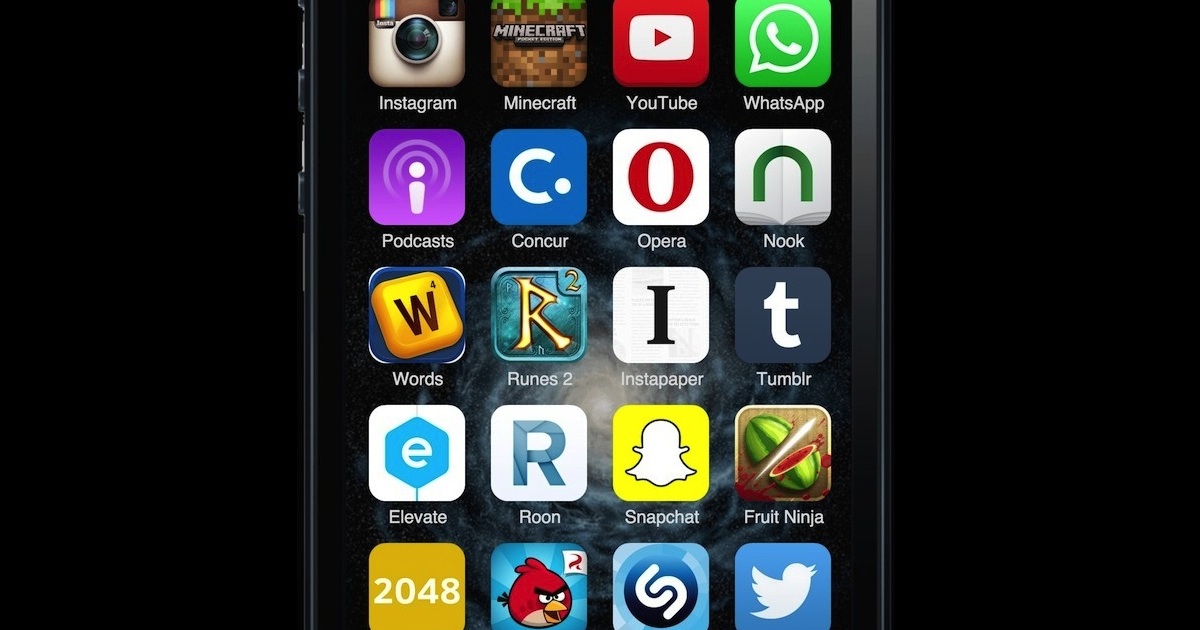 Insta
MINECRAFT
POCKET EDITION
Instagram Minecraft YouTube WhatsApp
C. O n
Podcasts Concur Opera Nook
W 4 R 2 I t
Words Runes 2 Instapaper Tumblr
e R
Elevate Roon Snapchat Fruit Ninja
2048